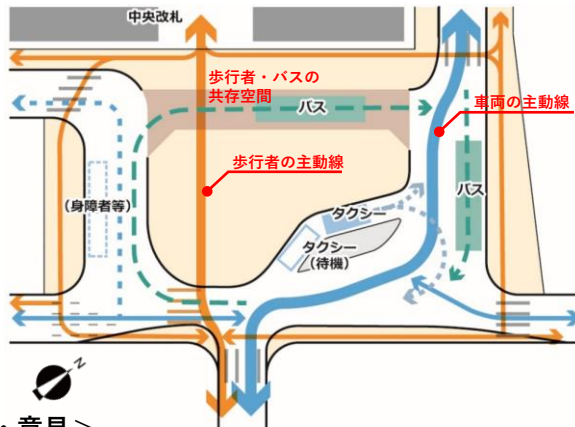 中央改札
歩行者・バスの
共存空間
バス
車両の主動線
歩行者の主動線
(身障者等)
タクシー
バス
タクシー
(待機)
N
・意見>